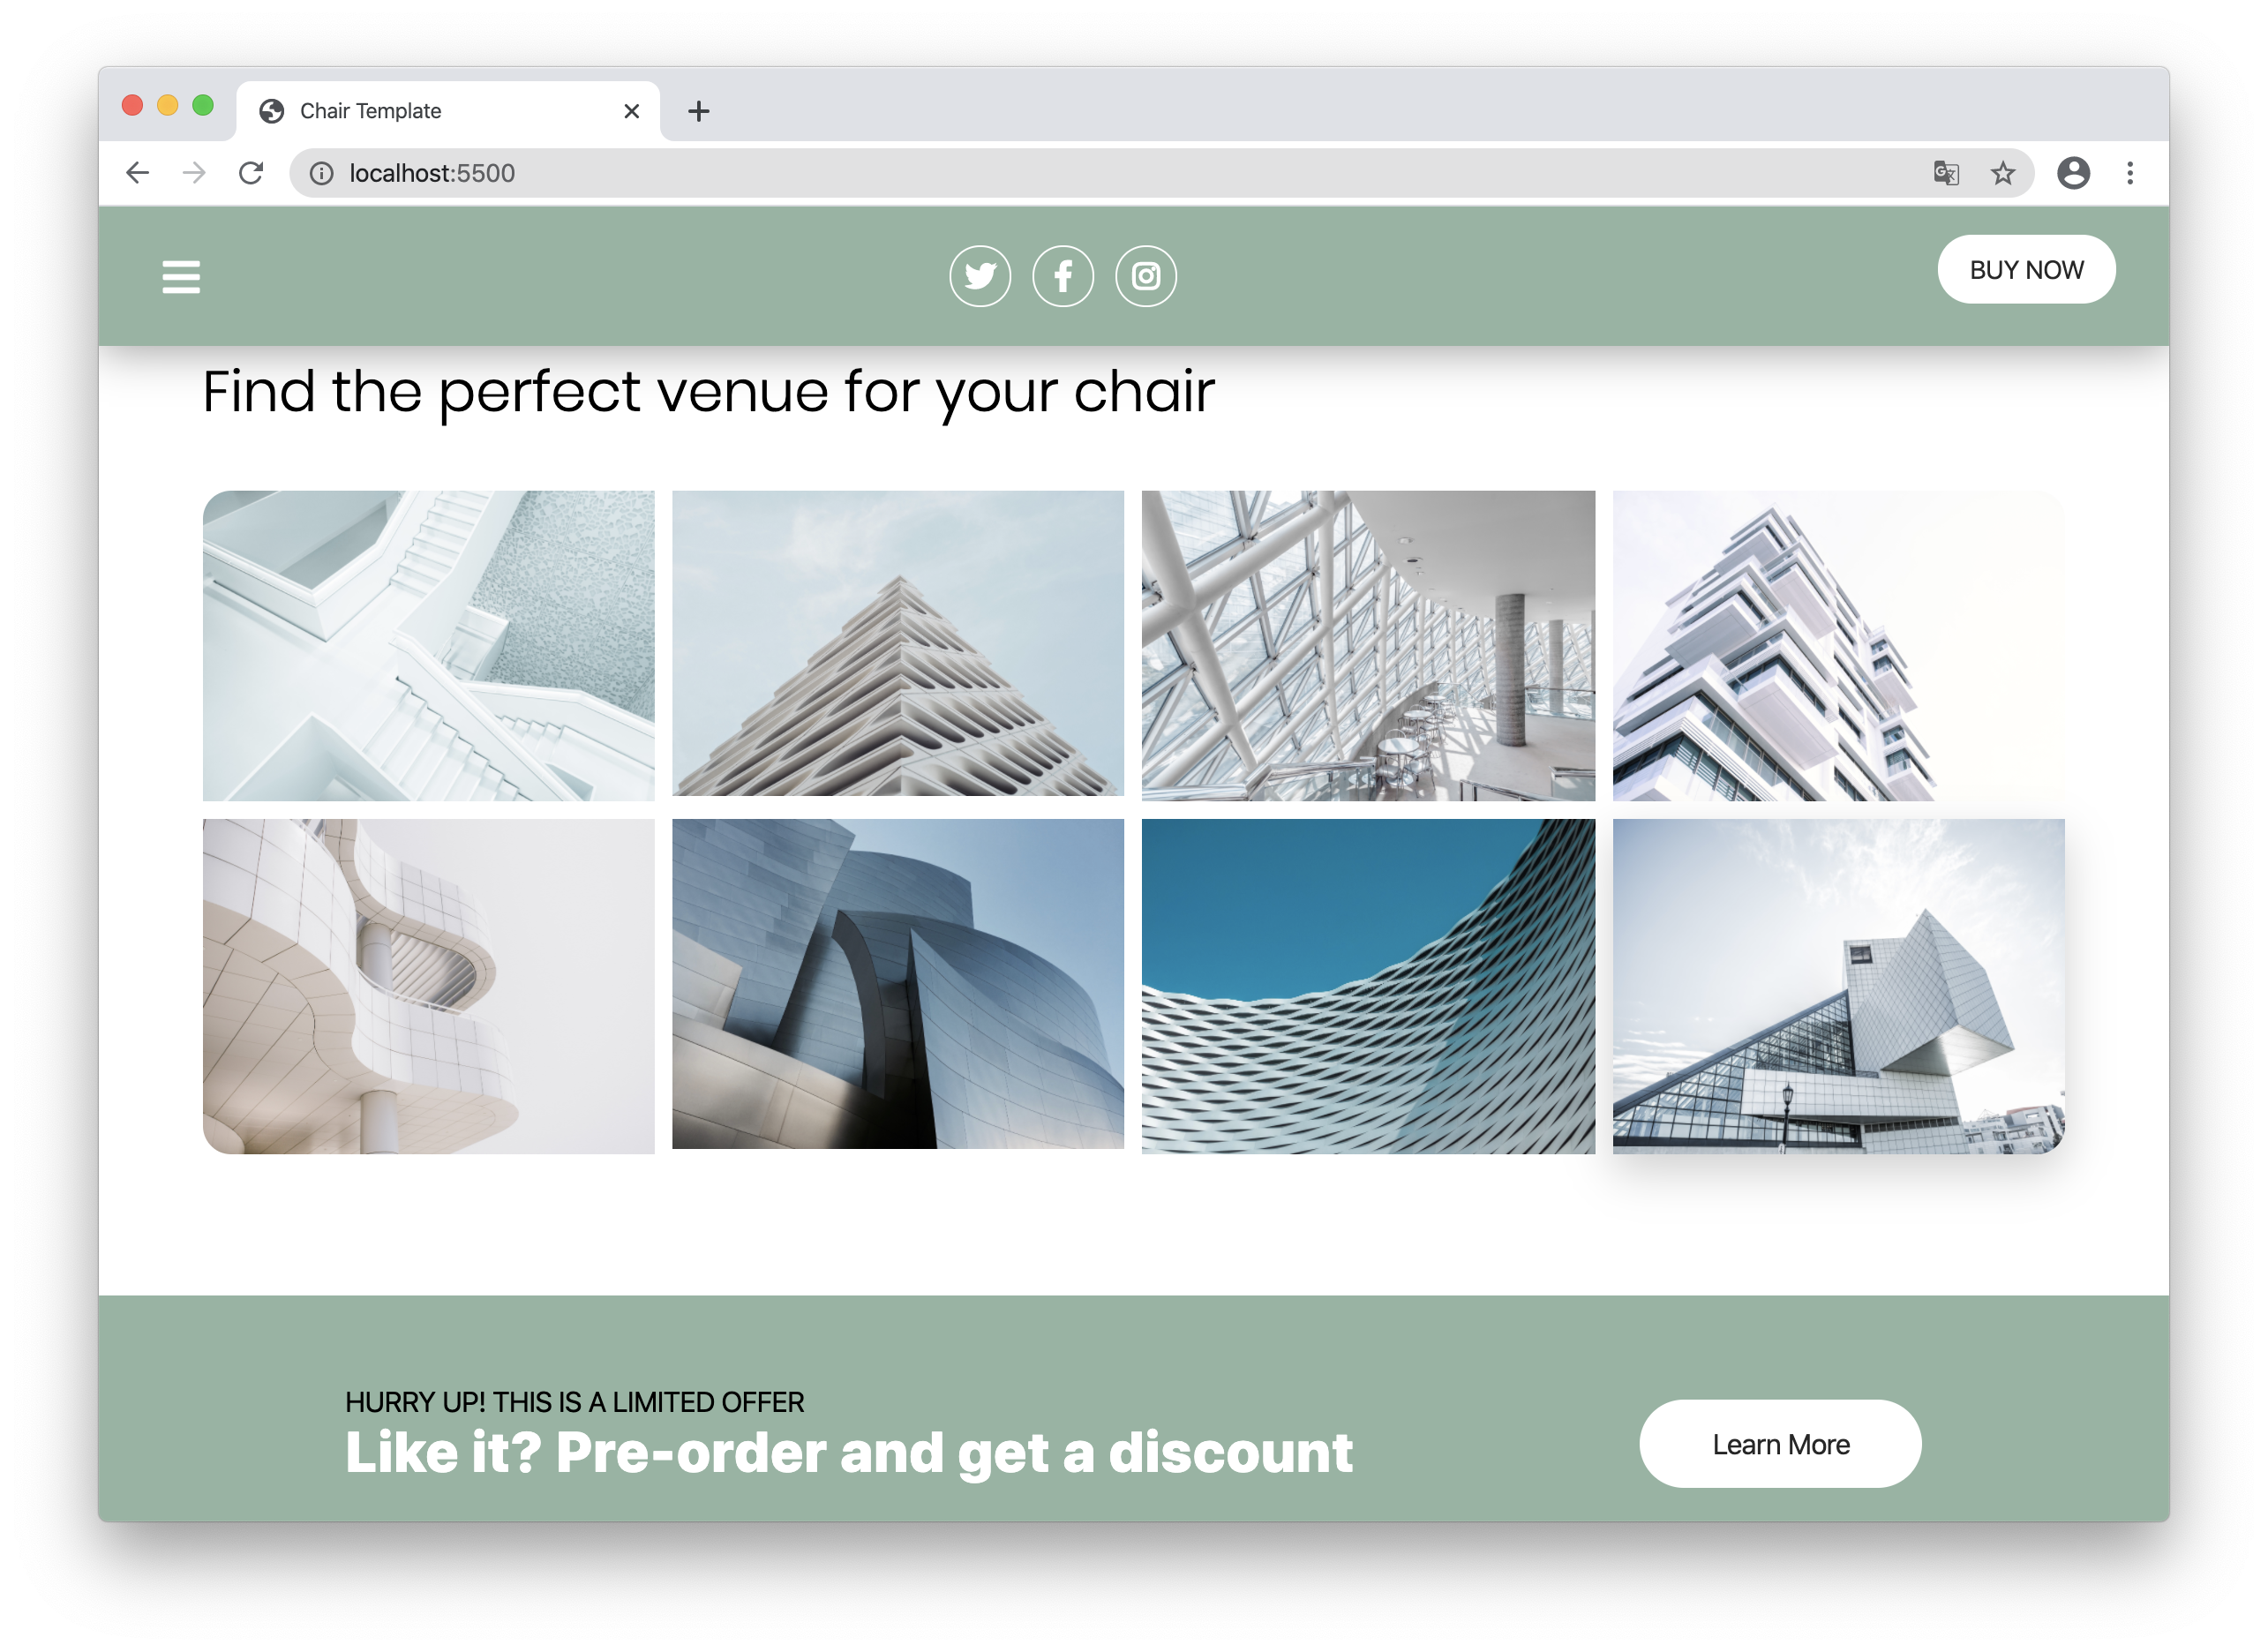 Chair Template
localhost:5500
BUY NOW
Find the perfect venue for your chair
HURRY UP! THIS IS A LIMITED OFFER
Like it? Pre-order and get a discount
Learn More